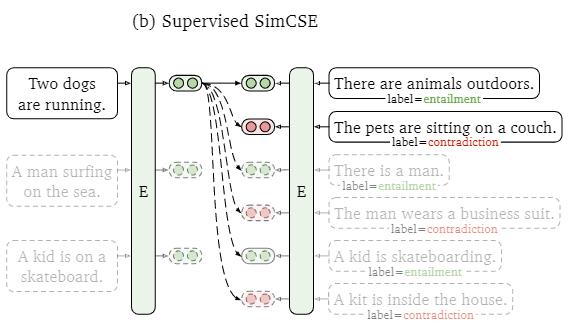 (b) Supervised SimCSE
Two dogs
are running.
A man surfing
on the sea.
A kid is on a
skateboard.
E
E
There are animals outdoors.
label=entailment
The pets are sitting on a couch.
label=contradiction
There is a man.
label=entailment
The man wears a business suit.
label=contradiction
A kid is skateboarding.
label=entailment
A kit is inside the house.
label=contradiction